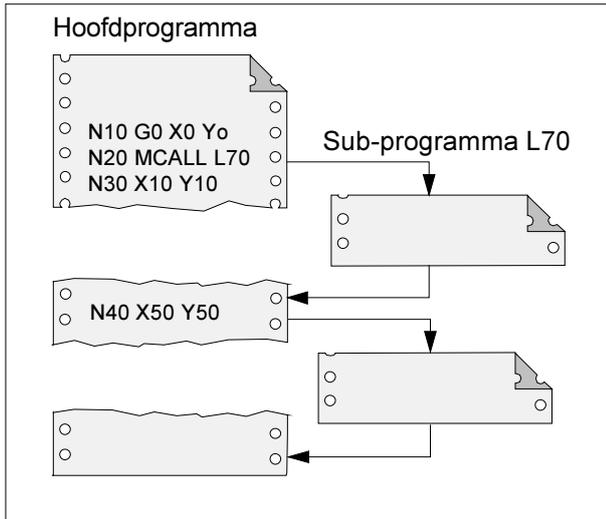 Hoofdprogramma
N10 G0 X0 Yo
N20 MCALL L70
N30 X10 Y10
Sub-programma L70
N40 X50 Y50